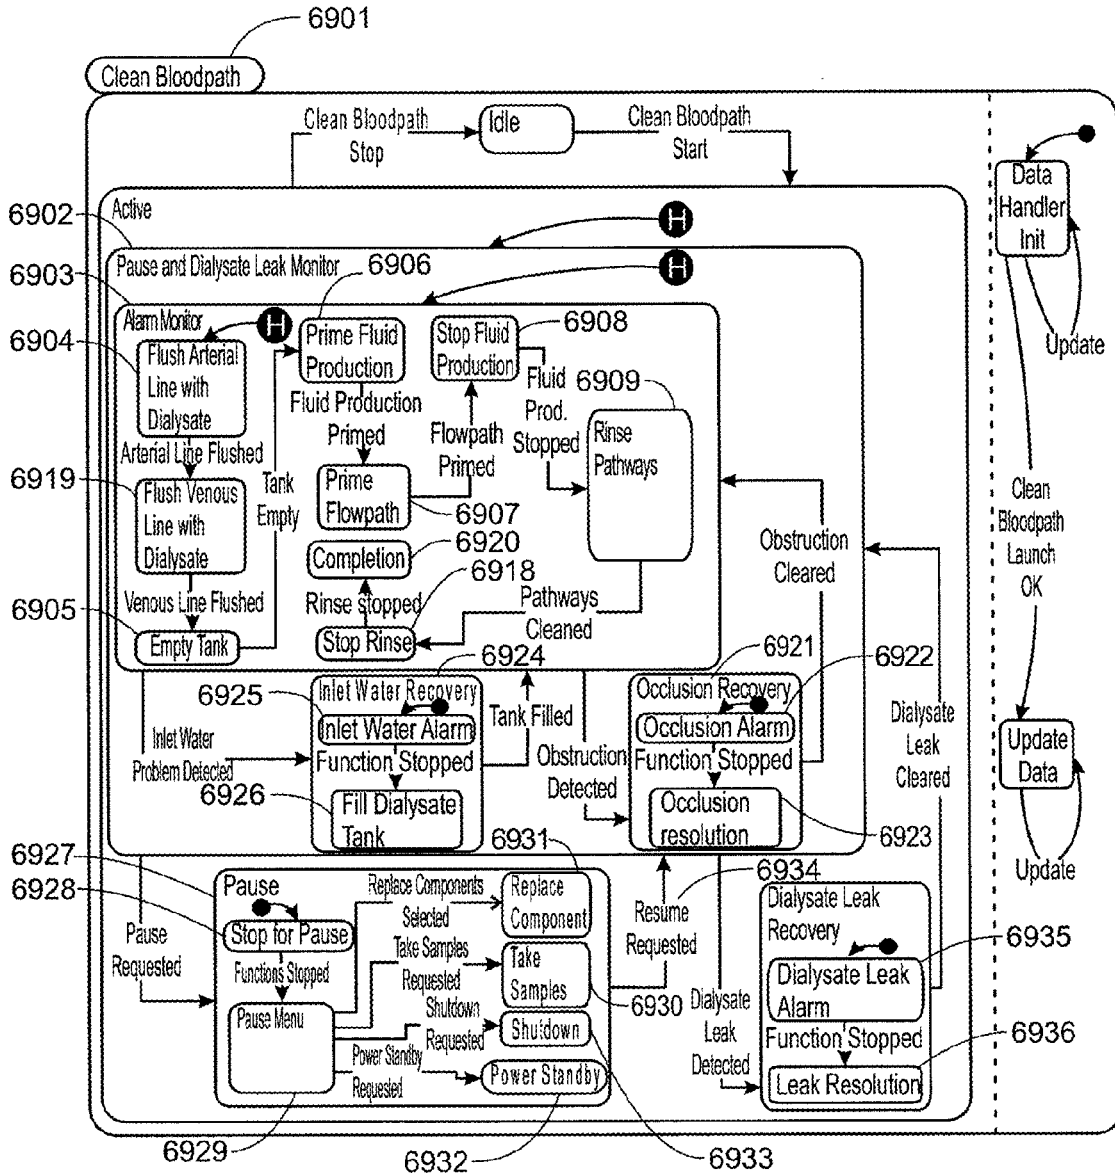 6901
Clean Bloodpath
Clean Bloodpath
Stop
Idle
Clean Bloodpath
Start
Data
Handler
Init
Update
Active
H
6902
Pause and Dialysate Leak Monitor
6906
H
6903
Alarm Monitor
H
6904
Flush Arterial
Line with
Dialysate
Prime Fluid
Production
Stop Fluid
Production
6908
Fluid
Prod.
Stopped
6909
Rinse
Pathways
Fluid Production
Primed
Flowpath
Primed
Arterial Line Flushed
6919
Flush Venous
Line with
Dialysate
Tank
Empty
Prime
Flowpath
6907
Completion
6920
6918
Venous Line Flushed
Rinse stopped
Pathways
Cleaned
6905
Empty Tank
Stop Rinse
Obstruction
Cleared
Clean
Bloodpath
Launch
OK
6924
6921
6922
6925
Inlet Water Recovery
Inlet Water Alarm
Function Stopped
6926
Fill Dialysate
Tank
Tank Filled
Obstruction
Detected
Occlusion Recovery
Occlusion Alarm
Function Stopped
Occlusion
resolution
6923
Inlet Water
Problem Detected
Dialysate
Leak
Cleared
Update
Data
Update
6927
6928
6931
6934
Pause
Stop for Pause
Functions Stopped
Pause Menu
Pause
Requested
Replace Components
Selected
Replace
Component
Take Samples
Requested
Take
Samples
6930
Shutdown
Requested
Shutdown
Power Standby
Requested
Power Standby
Resume
Requested
Dialysate
Leak
Detected
Dialysate Leak
Recovery
6935
Dialysate Leak
Alarm
Function Stopped
6936
Leak Resolution
6929
6932
6933